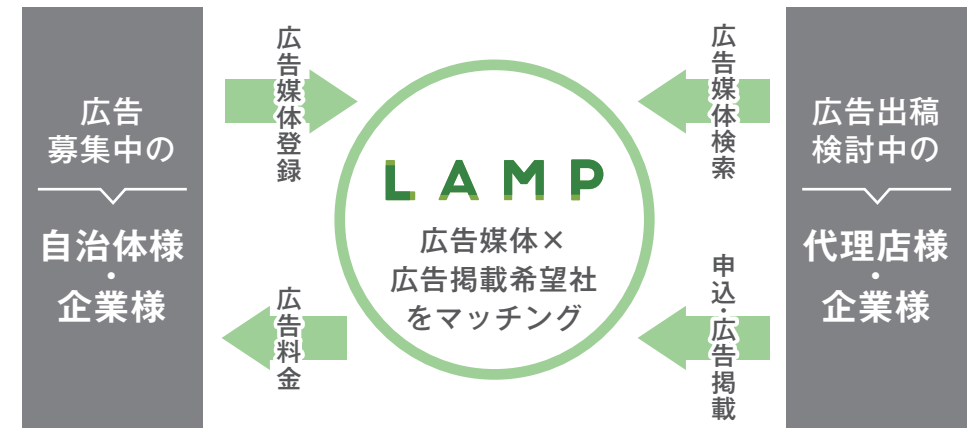 広告
募集中の
自治体様
・
企業様
広告媒体登録
広告料金
LAMP
広告媒体×
広告掲載希望社
をマッチング
広告媒体検索
申込・広告掲載
広告出稿
検討中の
代理店様
・
企業様